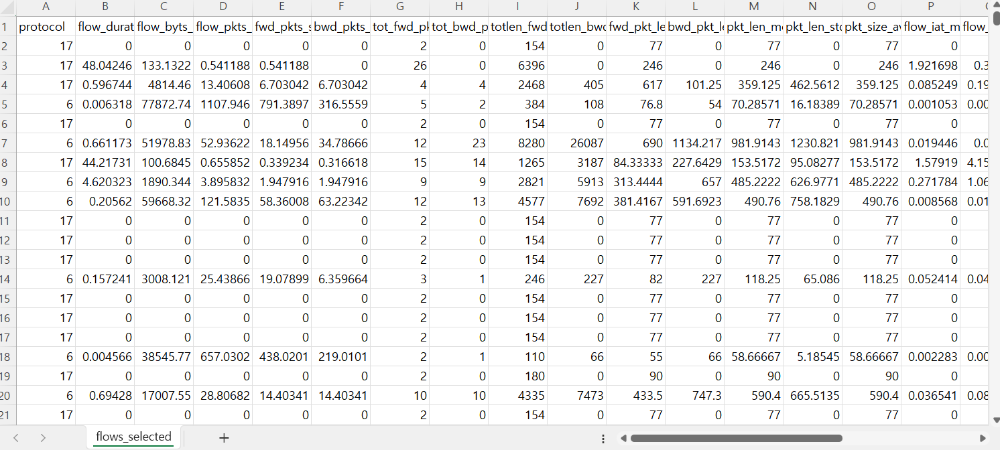 A B C D E F G H I J K L M N O P
1 protocol flow_durat flow_byts_ flow_pkts_ fwd_pkts_s bwd_pkts_ tot_fwd_pk tot_bwd_p totlen_fwd totlen_bwd fwd_pkt_le bwd_pkt_l pkt_len_m pkt_len_std pkt_size_av flow_iat_m flow_
2 17 0 0 0 0 0 2 0 154 0 77 0 77 0 77 0
3 17 48.04246 133.1322 0.541188 0.541188 0 26 0 6396 0 246 0 246 0 246 1.921698 0.3
4 17 0.596744 4814.46 13.40608 6.703042 6.703042 4 4 2468 405 617 101.25 359.125 462.5612 359.125 0.085249 0.19
5 6 0.006318 77872.74 1107.946 791.3897 316.5559 5 2 384 108 76.8 54 70.28571 16.18389 70.28571 0.001053 0.00
6 17 0 0 0 0 0 2 0 154 0 77 0 77 0 77 0
7 6 0.661173 51978.83 52.93622 18.14956 34.78666 12 23 8280 26087 690 1134.217 981.9143 1230.821 981.9143 0.019446 0.0
8 17 44.21731 100.6845 0.655852 0.339234 0.316618 15 14 1265 3187 84.33333 227.6429 153.5172 95.08277 153.5172 1.57919 4.15
9 6 4.620323 1890.344 3.895832 1.947916 1.947916 9 9 2821 5913 313.4444 657 485.2222 626.9771 485.2222 0.271784 1.06
10 6 0.20562 59668.32 121.5835 58.36008 63.22342 12 13 4577 7692 381.4167 591.6923 490.76 758.1829 490.76 0.008568 0.01
11 17 0 0 0 0 0 2 0 154 0 77 0 77 0 77 0
12 17 0 0 0 0 0 2 0 154 0 77 0 77 0 77 0
13 17 0 0 0 0 0 2 0 154 0 77 0 77 0 77 0
14 6 0.157241 3008.121 25.43866 19.07899 6.359664 3 1 246 227 82 227 118.25 65.086 118.25 0.052414 0.04
15 17 0 0 0 0 0 2 0 154 0 77 0 77 0 77 0
16 17 0 0 0 0 0 2 0 154 0 77 0 77 0 77 0
17 17 0 0 0 0 0 2 0 154 0 77 0 77 0 77 0
18 6 0.004566 38545.77 657.0302 438.0201 219.0101 2 1 110 66 55 66 58.66667 5.18545 58.66667 0.002283 0.00
19 17 0 0 0 0 0 2 0 180 0 90 0 90 0 90 0
20 6 0.69428 17007.55 28.80682 14.40341 14.40341 10 10 4335 7473 433.5 747.3 590.4 665.5135 590.4 0.036541 0.08
21 17 0 0 0 0 0 2 0 154 0 77 0 77 0 77 0
flows_selected